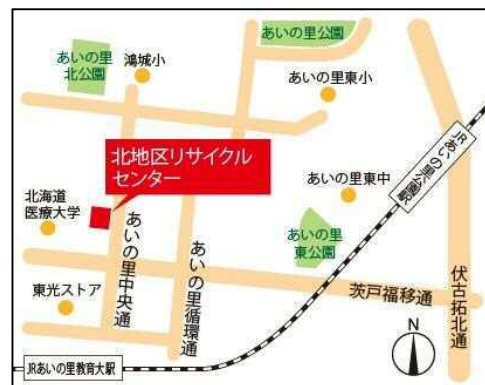 あいの里公園
あいの里
北公園
鴻城小
あいの里東小
JRあいの里公園駅
北地区リサイクル
センター
あいの里東中
北海道
医療大学
あいの里中央通
あいの里循環通
あいの里
東公園
茨戸福移通
伏古拓北通
東光ストア
N
JRあいの里教育大駅